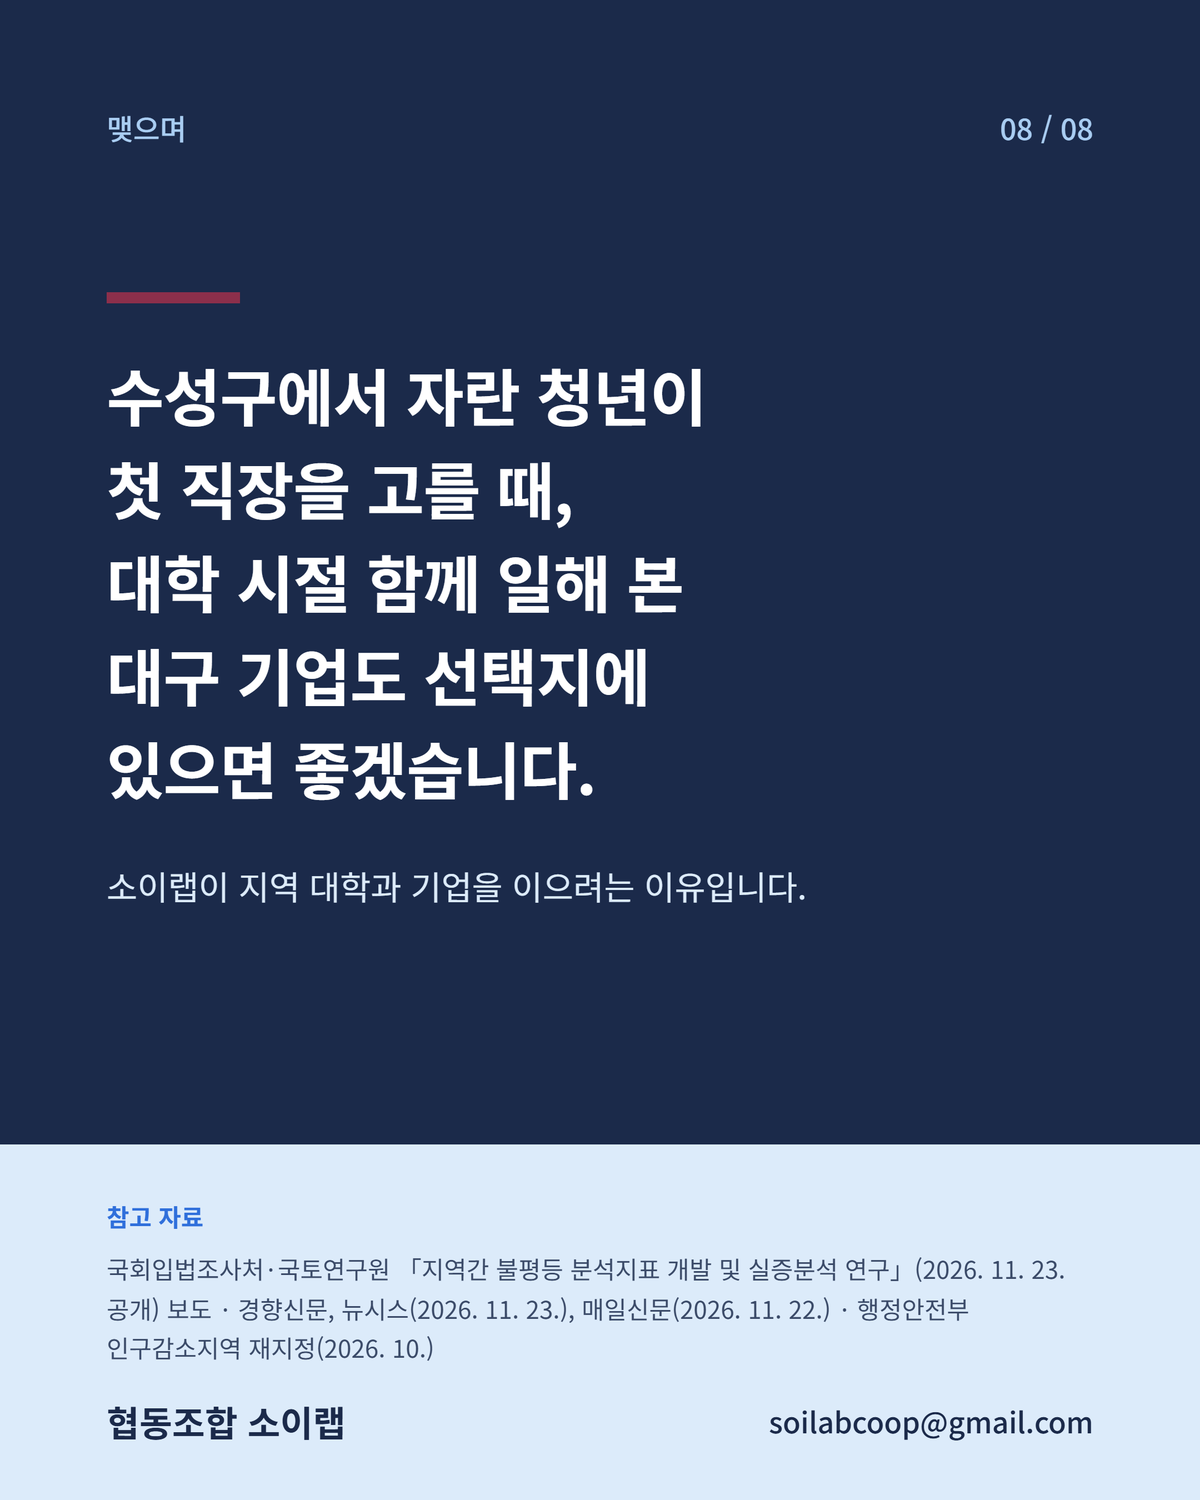 맺으며
08 / 08
수성구에서 자란 청년이
첫 직장을 고를 때,
대학 시절 함께 일해 본
대구 기업도 선택지에
있으면 좋겠습니다.
소이랩이 지역 대학과 기업을 이으려는 이유입니다.
참고 자료
국회입법조사처·국토연구원 「지역간 불평등 분석지표 개발 및 실증분석 연구」(2026. 11. 23.
공개) 보도 · 경향신문, 뉴시스(2026. 11. 23.), 매일신문(2026. 11. 22.) · 행정안전부
인구감소지역 재지정(2026. 10.)
협동조합 소이랩
soilabcoop@gmail.com